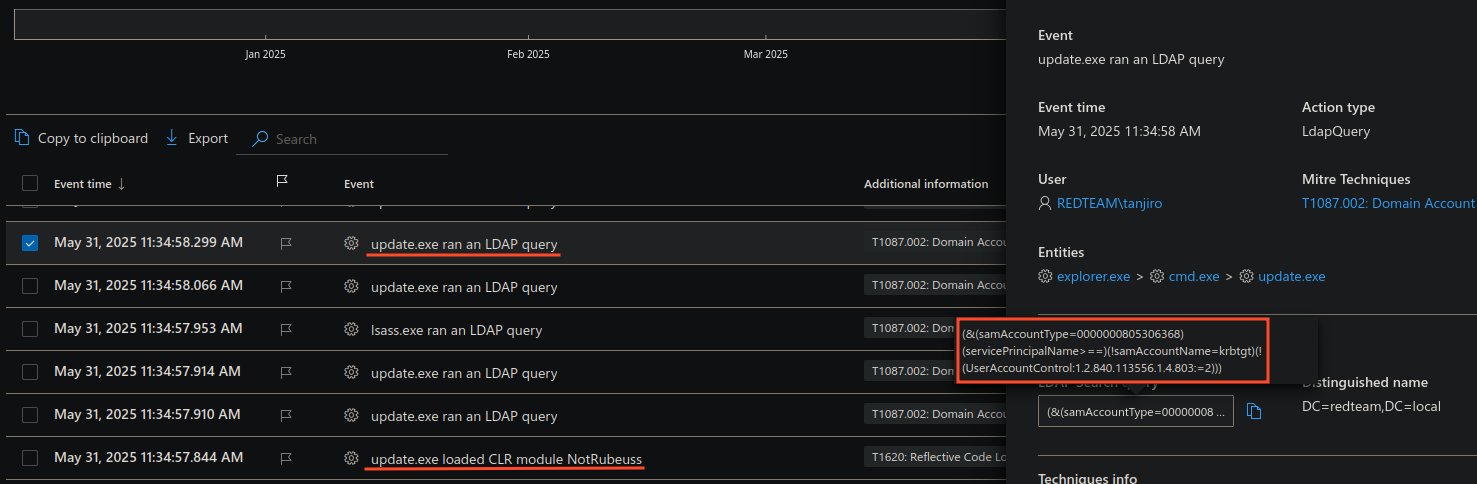 Jan 2025
Feb 2025
Mar 2025
Copy to clipboard
Export
Search
Event time ↓
Event
Additional information
May 31, 2025 11:34:58.299 AM
update.exe ran an LDAP query
T1087.002: Domain Accou
May 31, 2025 11:34:58.066 AM
update.exe ran an LDAP query
T1087.002: Domain Accou
May 31, 2025 11:34:57.953 AM
lsass.exe ran an LDAP query
T1087.002: Dom
May 31, 2025 11:34:57.914 AM
update.exe ran an LDAP query
T1087.002: Dom
May 31, 2025 11:34:57.910 AM
update.exe ran an LDAP query
T1087.002: Domain Accou
May 31, 2025 11:34:57.844 AM
update.exe loaded CLR module NotRubeuss
T1620: Reflective Code Lo
Event
update.exe ran an LDAP query
Event time
Action type
May 31, 2025 11:34:58 AM
LdapQuery
User
Mitre Techniques
REDTEAM\tanjiro
T1087.002: Domain Account
Entities
explorer.exe > cmd.exe > update.exe
(&(samAccountType=0000000805306368)
(servicePrincipalName>==)(!samAccountName=krbtgt)(!
(UserAccountControl:1.2.840.113556.1.4.803:=2)))
Distinguished name
(&(samAccountType=00000008 ...
DC=redteam,DC=local
Techniques info